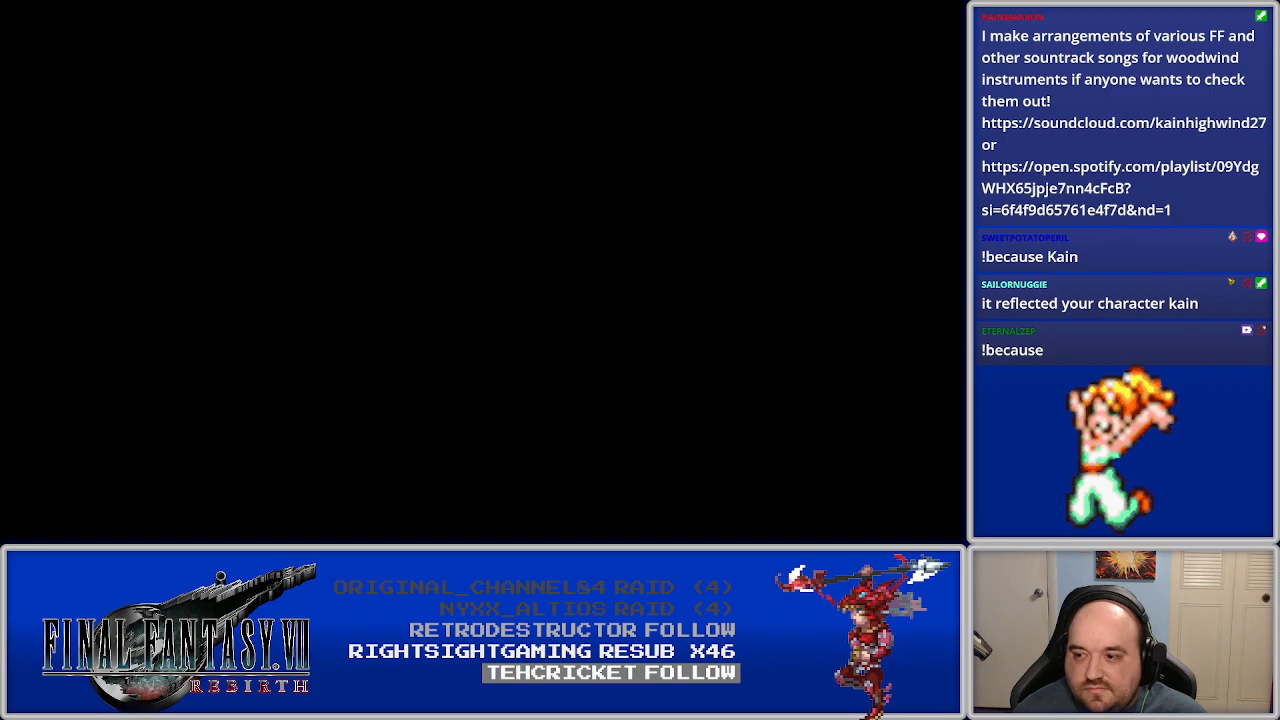 I make arrangements of various FF and
other sountrack songs for woodwind
instruments if anyone wants to check
them out!
https://soundcloud.com/kainhighwind27
or
https://open.spotify.com/playlist/09Ydg
WHX65jpje7nn4cFcB?
si=6f4f9d65761e4f7d&nd=1
SWEETPOTATOPERIL
!because Kain
SAILORNUGGIE
it reflected your character kain
ETERNALZEP
!because
FINAL FANTASY VII
REBIRTH
ORIGINAL_CHANNEL84 RAID (4)
NYXX_ALTIOS RAID (4)
RETRODESTRUCTOR FOLLOW
RIGHTSIGHTGAMING RESUB X46
TEHCRICKET FOLLOW